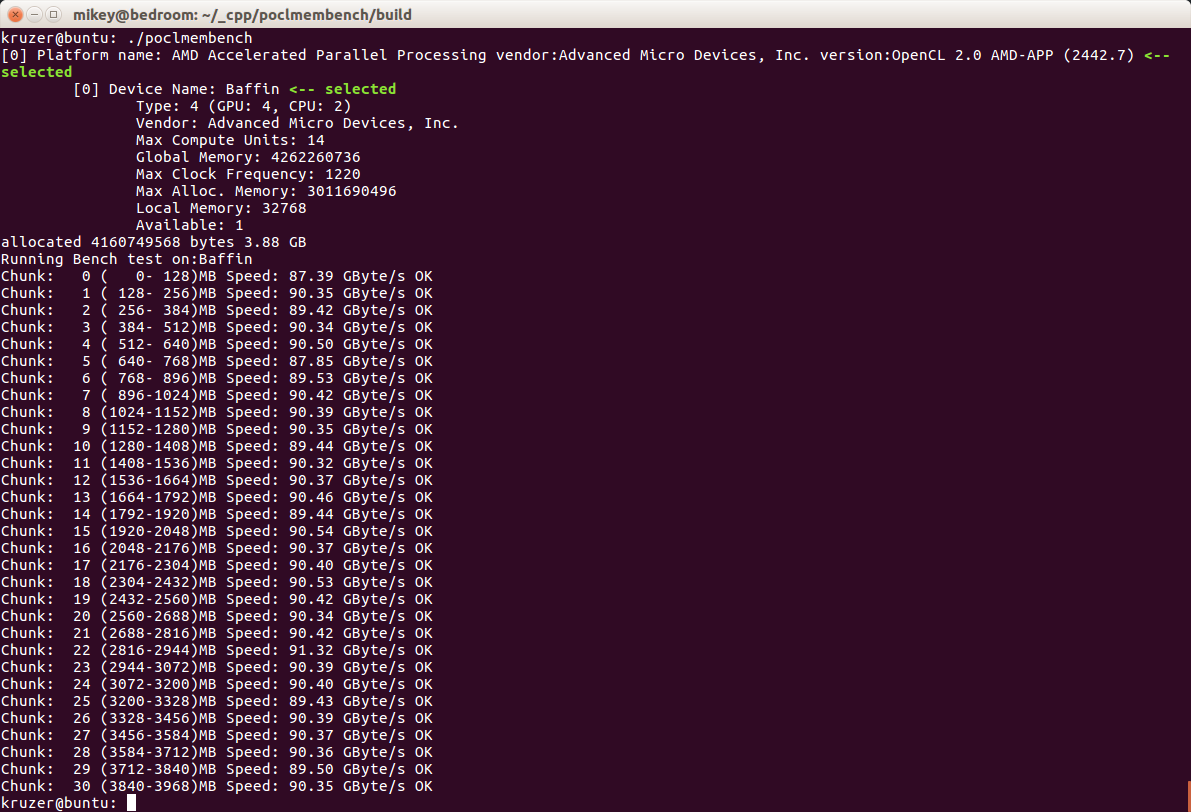 mikey@bedroom: ~/_cpp/poclmembench/build
kruzer@buntu: ./poclmembench
[0] Platform name: AMD Accelerated Parallel Processing vendor:Advanced Micro Devices, Inc. version:OpenCL 2.0 AMD-APP (2442.7) <--
selected
[0] Device Name: Baffin <-- selected
Type: 4 (GPU: 4, CPU: 2)
Vendor: Advanced Micro Devices, Inc.
Max Compute Units: 14
Global Memory: 4262260736
Max Clock Frequency: 1220
Max Alloc. Memory: 3011690496
Local Memory: 32768
Available: 1
allocated 4160749568 bytes 3.88 GB
Running Bench test on:Baffin
Chunk:   0 (   0- 128)MB Speed: 87.39 GByte/s OK
Chunk:   1 ( 128- 256)MB Speed: 90.35 GByte/s OK
Chunk:   2 ( 256- 384)MB Speed: 89.42 GByte/s OK
Chunk:   3 ( 384- 512)MB Speed: 90.34 GByte/s OK
Chunk:   4 ( 512- 640)MB Speed: 90.50 GByte/s OK
Chunk:   5 ( 640- 768)MB Speed: 87.85 GByte/s OK
Chunk:   6 ( 768- 896)MB Speed: 89.53 GByte/s OK
Chunk:   7 ( 896-1024)MB Speed: 90.42 GByte/s OK
Chunk:   8 (1024-1152)MB Speed: 90.39 GByte/s OK
Chunk:   9 (1152-1280)MB Speed: 90.35 GByte/s OK
Chunk:  10 (1280-1408)MB Speed: 89.44 GByte/s OK
Chunk:  11 (1408-1536)MB Speed: 90.32 GByte/s OK
Chunk:  12 (1536-1664)MB Speed: 90.37 GByte/s OK
Chunk:  13 (1664-1792)MB Speed: 90.46 GByte/s OK
Chunk:  14 (1792-1920)MB Speed: 89.44 GByte/s OK
Chunk:  15 (1920-2048)MB Speed: 90.54 GByte/s OK
Chunk:  16 (2048-2176)MB Speed: 90.37 GByte/s OK
Chunk:  17 (2176-2304)MB Speed: 90.40 GByte/s OK
Chunk:  18 (2304-2432)MB Speed: 90.53 GByte/s OK
Chunk:  19 (2432-2560)MB Speed: 90.42 GByte/s OK
Chunk:  20 (2560-2688)MB Speed: 90.34 GByte/s OK
Chunk:  21 (2688-2816)MB Speed: 90.42 GByte/s OK
Chunk:  22 (2816-2944)MB Speed: 91.32 GByte/s OK
Chunk:  23 (2944-3072)MB Speed: 90.39 GByte/s OK
Chunk:  24 (3072-3200)MB Speed: 90.40 GByte/s OK
Chunk:  25 (3200-3328)MB Speed: 89.43 GByte/s OK
Chunk:  26 (3328-3456)MB Speed: 90.39 GByte/s OK
Chunk:  27 (3456-3584)MB Speed: 90.37 GByte/s OK
Chunk:  28 (3584-3712)MB Speed: 90.36 GByte/s OK
Chunk:  29 (3712-3840)MB Speed: 89.50 GByte/s OK
Chunk:  30 (3840-3968)MB Speed: 90.35 GByte/s OK
kruzer@buntu: